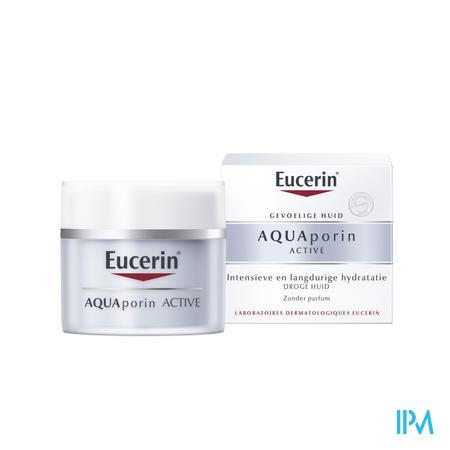 Eucerin®
AQUAporin ACTIVE
Eucerin®
GEVOELIGE HUID
AQUAporin
ACTIVE
Intensieve en langdurige hydratatie
DROGE HUID
Zonder parfum
LABORATOIRES DERMATOLOGIQUES EUCERIN
IPM